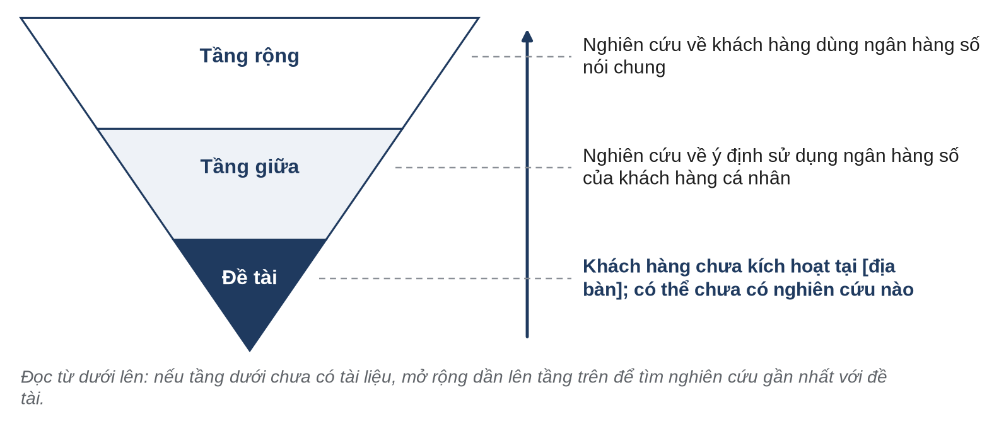 Tầng rộng
Nghiên cứu về khách hàng dùng ngân hàng số
nói chung
Tầng giữa
Nghiên cứu về ý định sử dụng ngân hàng số
của khách hàng cá nhân
Đề tài
Khách hàng chưa kích hoạt tại [địa
bàn]; có thể chưa có nghiên cứu nào
Đọc từ dưới lên: nếu tầng dưới chưa có tài liệu, mở rộng dần lên tầng trên để tìm nghiên cứu gần nhất với đề
tài.